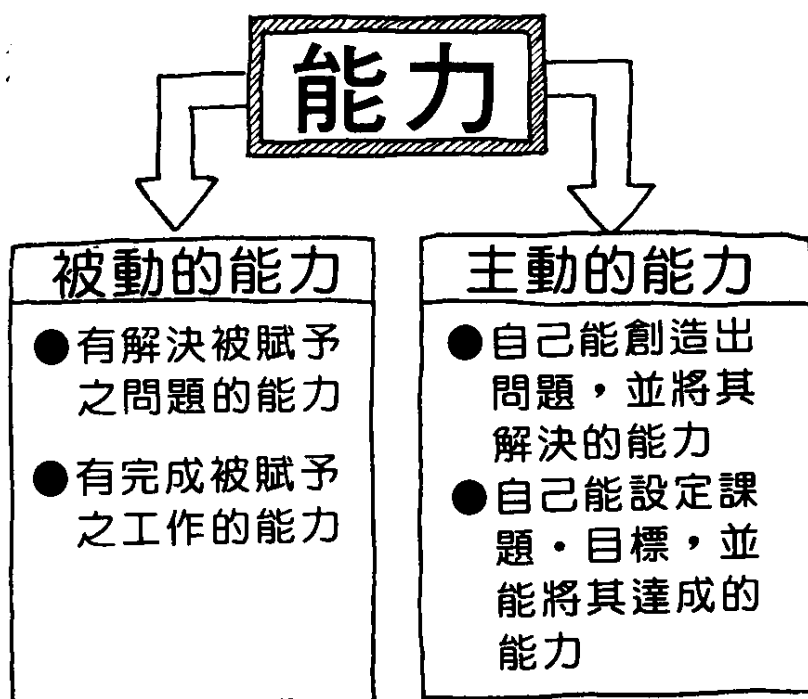 能力
被動的能力
●有解決被賦予
之問題的能力
●有完成被賦予
之工作的能力
主動的能力
●自己能創造出
問題，並將其
解決的能力
●自己能設定課
題・目標，並
能將其達成的
能力